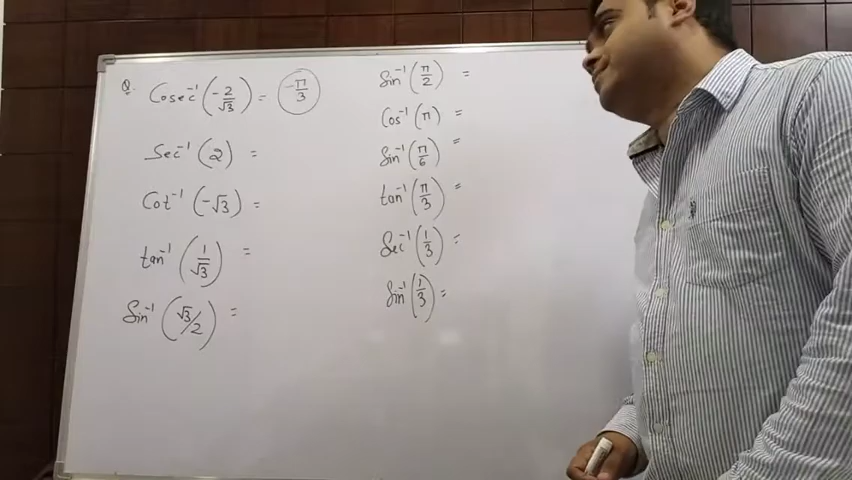 Q. Cosec⁻¹(-2/√3) = -π/3
Sec⁻¹(2) =
Cot⁻¹(-√3) =
tan⁻¹(1/√3) =
Sin⁻¹(√3/2) =
Sin⁻¹(π/2) =
Cos⁻¹(π) =
Sin⁻¹(π/6) =
tan⁻¹(π/3) =
Sec⁻¹(1/3) =
Sin⁻¹(1/3) =